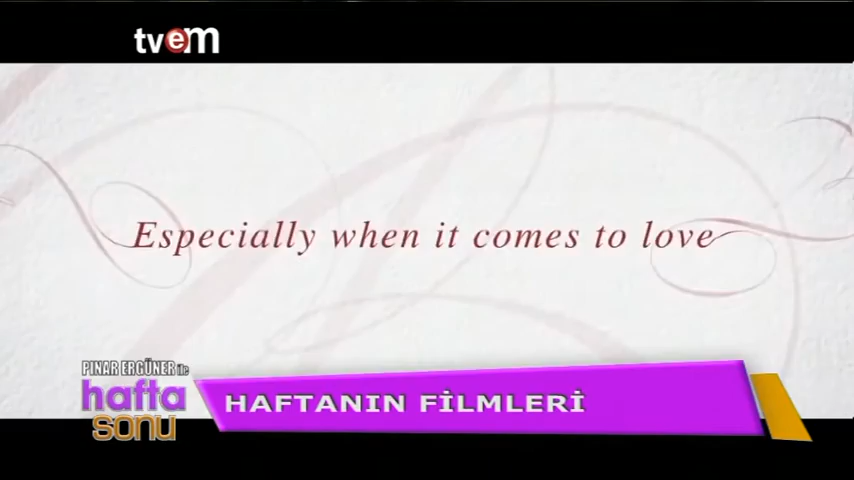 tvem
Especially when it comes to love
PINAR ERGÜNER ile
hafta
sonu
HAFTANIN FİLMLERİ